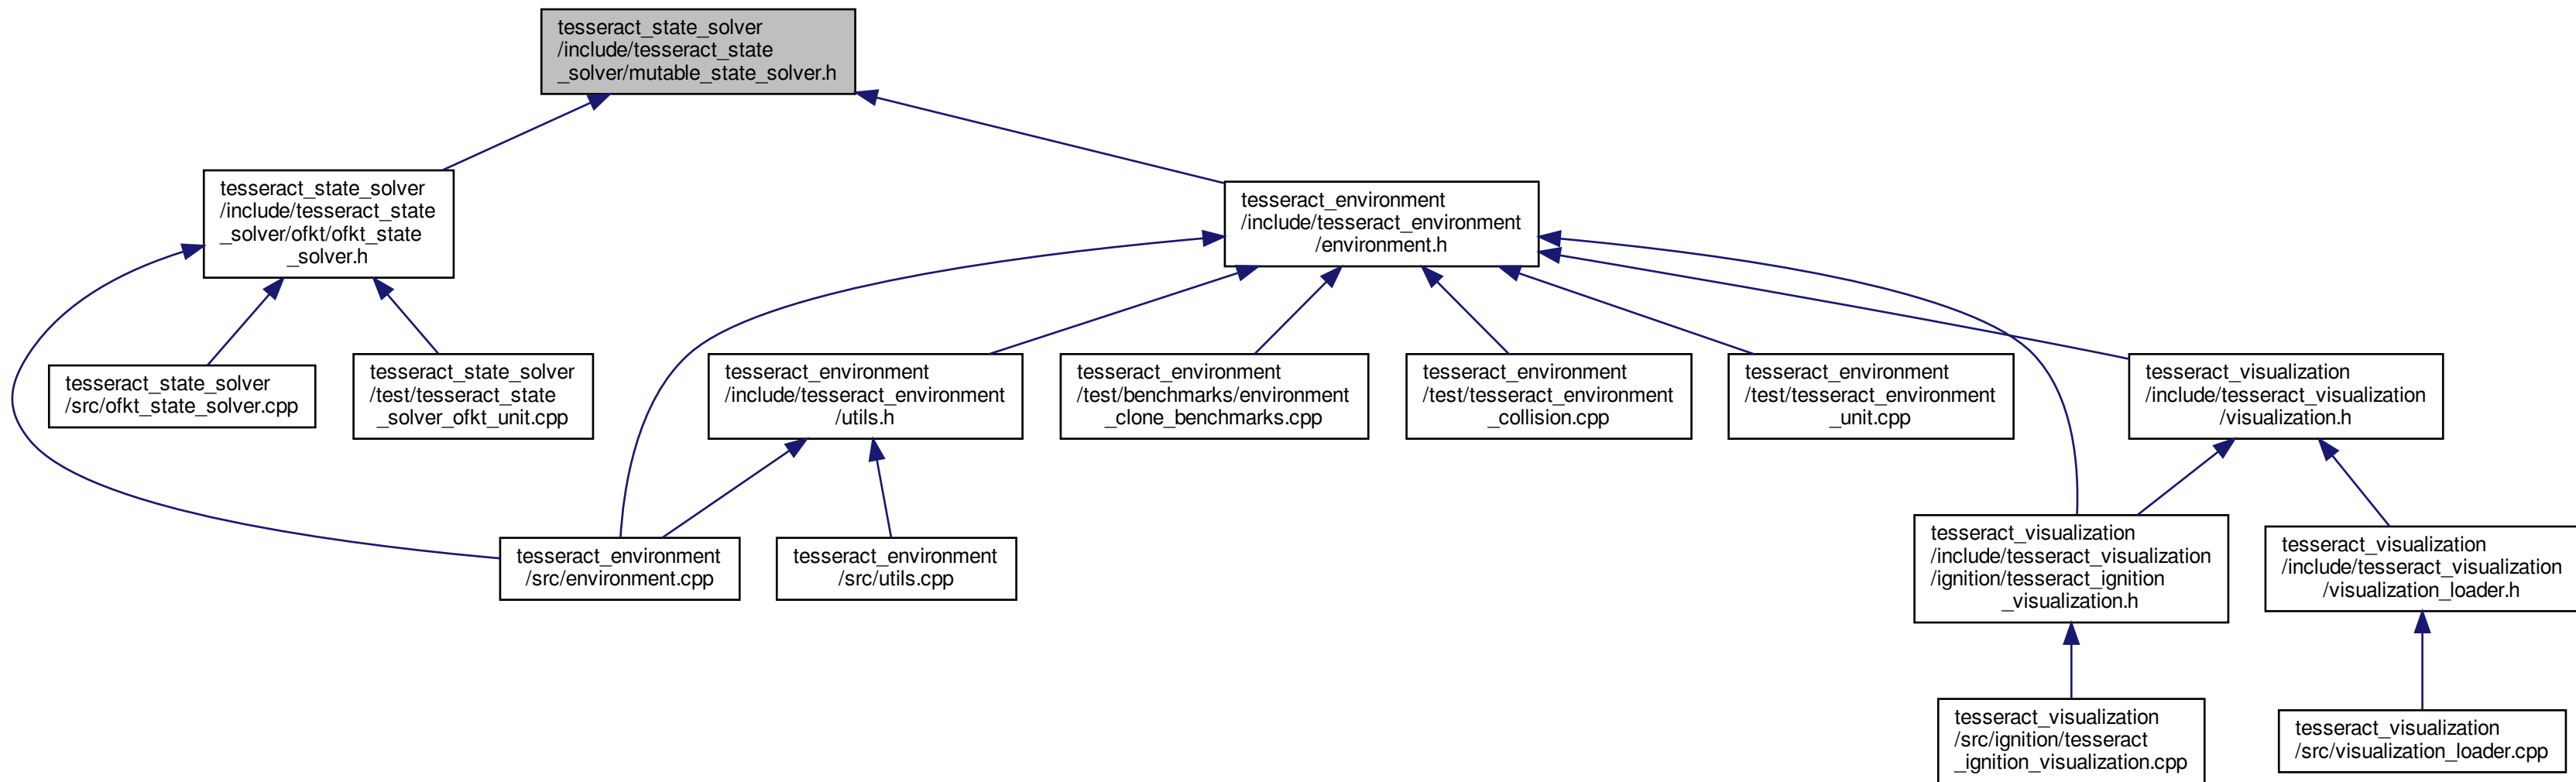 tesseract_state_solver
/include/tesseract_state
_solver/mutable_state_solver.h
tesseract_state_solver
/include/tesseract_state
_solver/ofkt/ofkt_state
_solver.h
tesseract_environment
/include/tesseract_environment
/environment.h
tesseract_state_solver
/src/ofkt_state_solver.cpp
tesseract_state_solver
/test/tesseract_state
_solver_ofkt_unit.cpp
tesseract_environment
/include/tesseract_environment
/utils.h
tesseract_environment
/test/benchmarks/environment
_clone_benchmarks.cpp
tesseract_environment
/test/tesseract_environment
_collision.cpp
tesseract_environment
/test/tesseract_environment
_unit.cpp
tesseract_visualization
/include/tesseract_visualization
/visualization.h
tesseract_environment
/src/environment.cpp
tesseract_environment
/src/utils.cpp
tesseract_visualization
/include/tesseract_visualization
/ignition/tesseract_ignition
_visualization.h
tesseract_visualization
/include/tesseract_visualization
/visualization_loader.h
tesseract_visualization
/src/ignition/tesseract
_ignition_visualization.cpp
tesseract_visualization
/src/visualization_loader.cpp